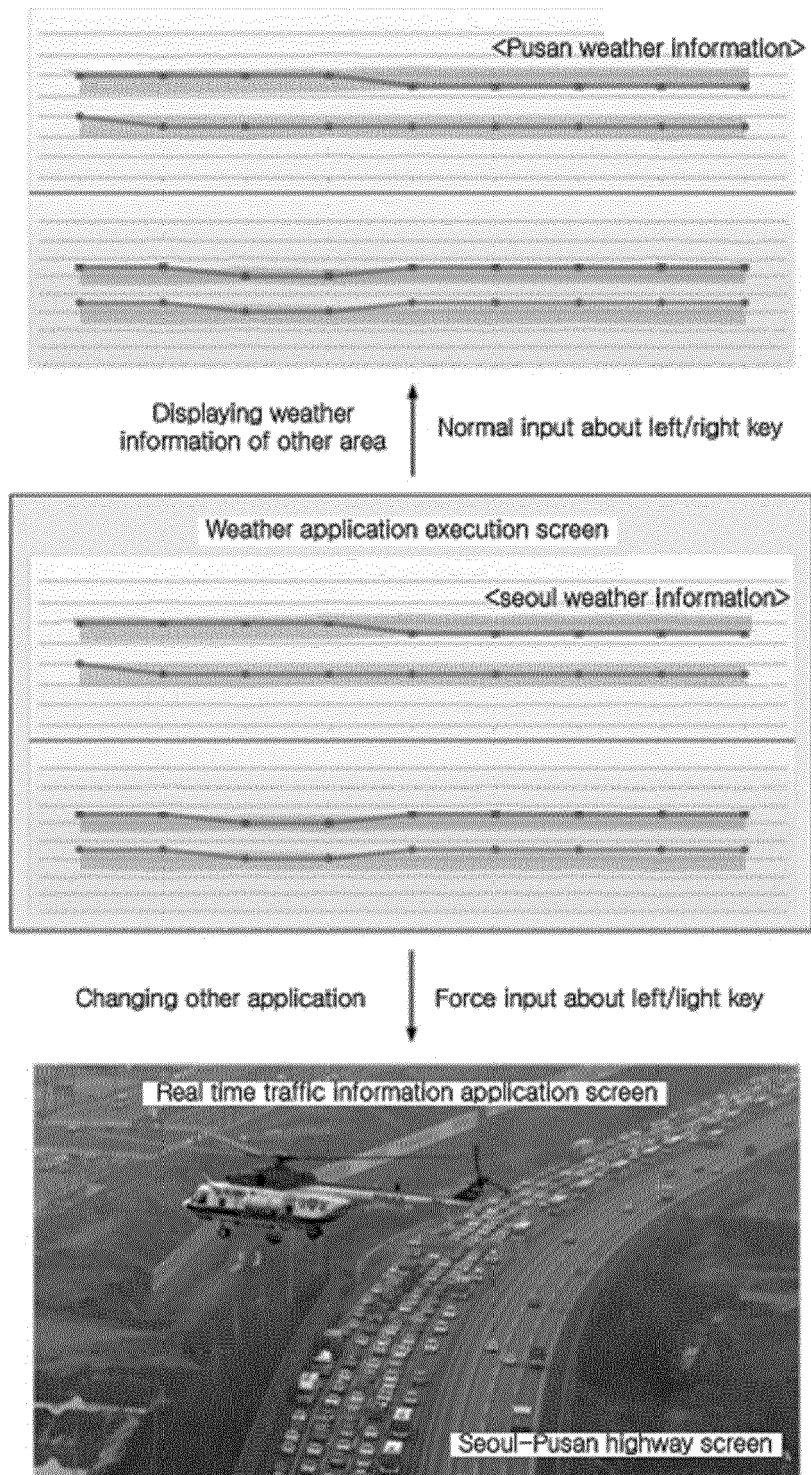 <Pusan weather information>
Displaying weather
information of other area
Normal input about left/right key
Weather application execution screen
<seoul weather information>
Changing other application
Force input about left/light key
Real time traffic information application screen
Seoul-Pusan highway screen